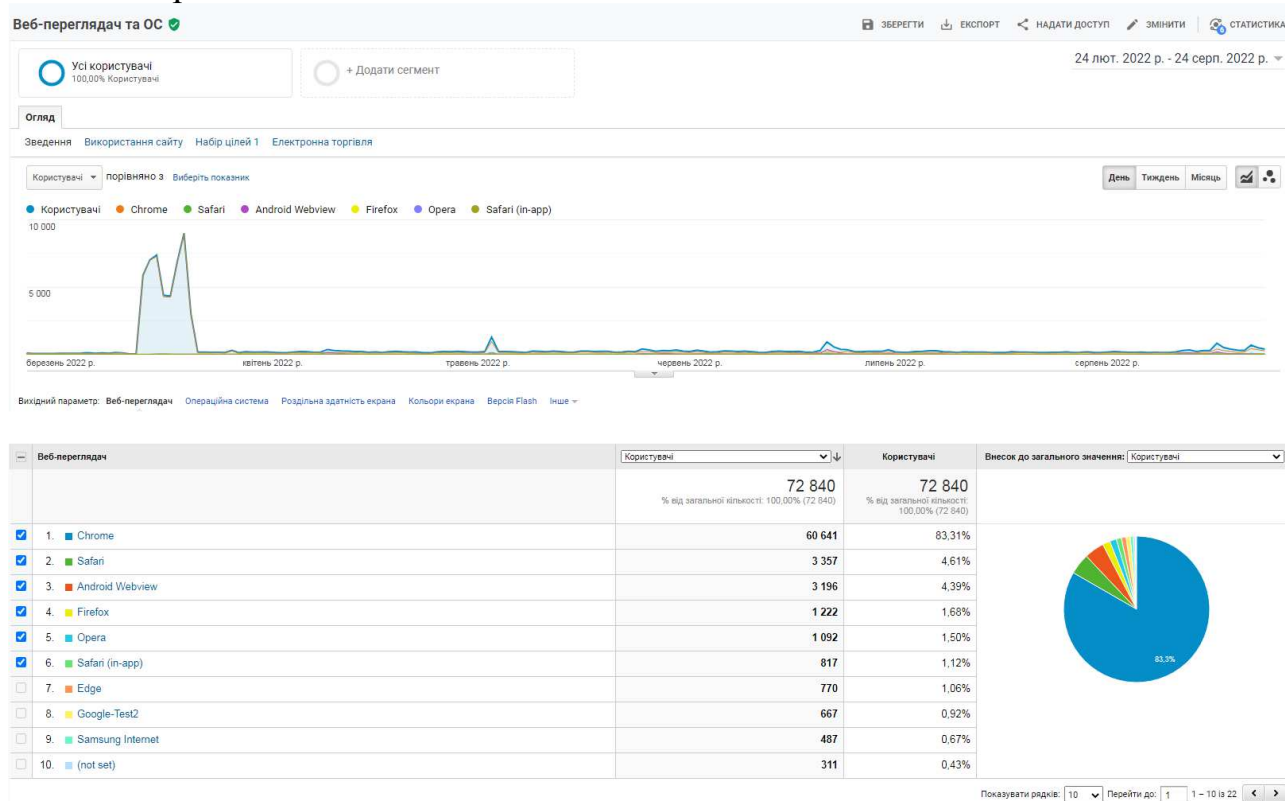 Веб-переглядач та ОС
ЗБЕРЕГТИ ЕКСПОРТ НАДАТИ ДОСТУП ЗМІНИТИ СТАТИСТИКА
Усі користувачі
100,00% Користувачі
+ Додати сегмент
24 лют. 2022 р. - 24 серп. 2022 р.
Огляд
Зведення Використання сайту Набір цілей 1 Електронна торгівля
Користувачі порівняно з Виберіть показник
День Тиждень Місяць
Користувачі Chrome Safari Android Webview Firefox Opera Safari (in-app)
10 000
5 000
березень 2022 р. квітень 2022 р. травень 2022 р. червень 2022 р. липень 2022 р. серпень 2022 р.
Вихідний параметр: Веб-переглядач Операційна система Роздільна здатність екрана Кольори екрана Версія Flash Інше
Веб-переглядач Користувачі Користувачі Внесок до загального значення: Користувачі
72 840 72 840
% від загальної кількості: 100,00% (72 840) % від загальної кількості:
100,00% (72 840)
1. Chrome 60 641 83,31%
2. Safari 3 357 4,61%
3. Android Webview 3 196 4,39%
4. Firefox 1 222 1,68%
5. Opera 1 092 1,50%
6. Safari (in-app) 817 1,12%
83,3%
7. Edge 770 1,06%
8. Google-Test2 667 0,92%
9. Samsung Internet 487 0,67%
10. (not set) 311 0,43%
Показувати рядків: 10 Перейти до: 1 1 – 10 із 22